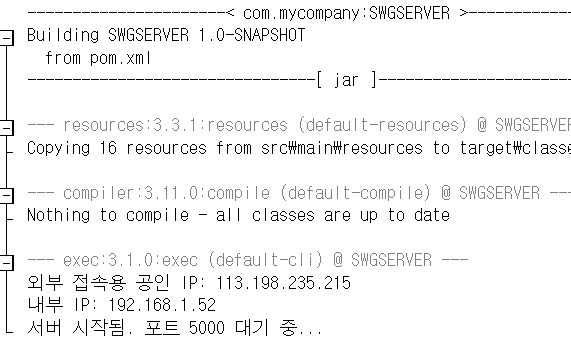 ----------------------< com.mycompany:SWGSERVER >-----------
Building SWGSERVER 1.0-SNAPSHOT
from pom.xml
--------------------------------[ jar ]----------------------
--- resources:3.3.1:resources (default-resources) @ SWGSERVER
Copying 16 resources from src₩main₩resources to target₩classe
--- compiler:3.11.0:compile (default-compile) @ SWGSERVER ---
Nothing to compile - all classes are up to date
--- exec:3.1.0:exec (default-cli) @ SWGSERVER ---
외부 접속용 공인 IP: 113.198.235.215
내부 IP: 192.168.1.52
서버 시작됨. 포트 5000 대기 중...